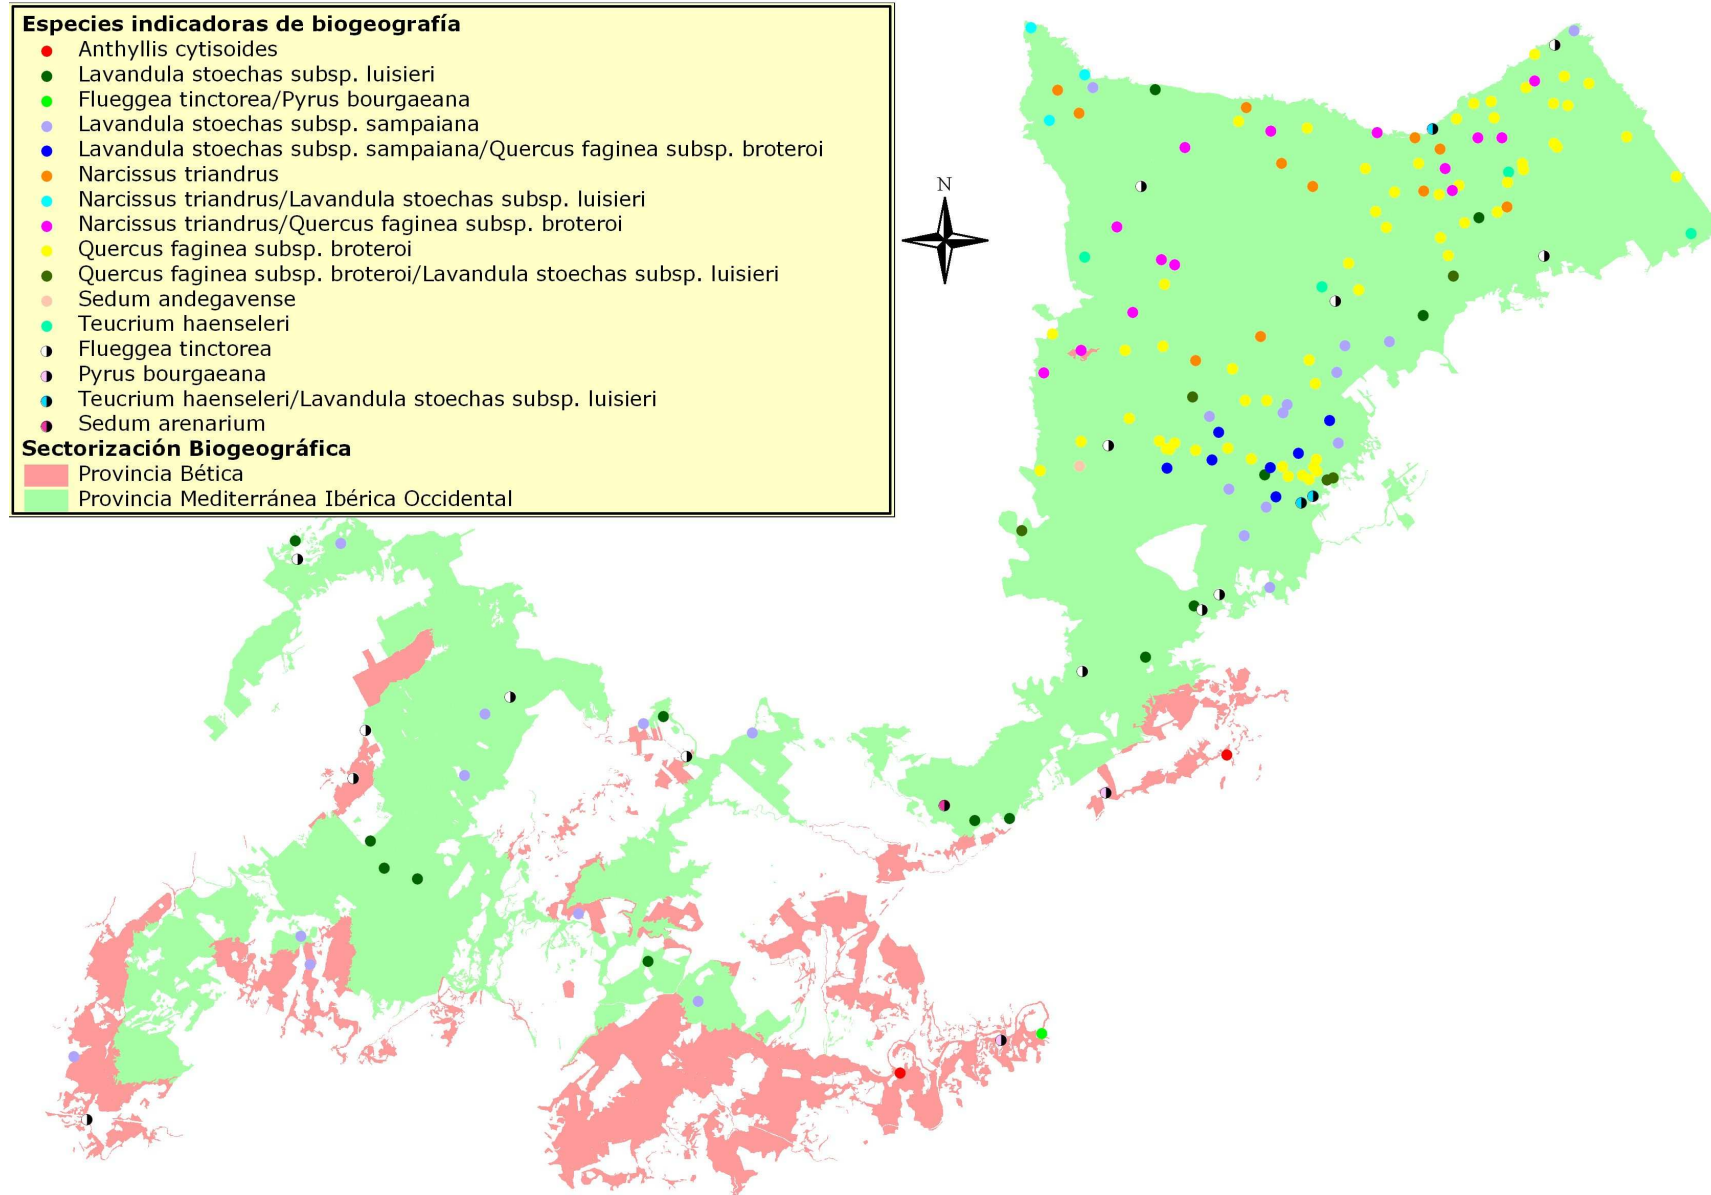 Especies indicadoras de biogeografía
Anthyllis cytisoides
Lavandula stoechas subsp. luisieri
Flueggea tinctorea/Pyrus bourgaeana
Lavandula stoechas subsp. sampaiana
Lavandula stoechas subsp. sampaiana/Quercus faginea subsp. broteroi
Narcissus triandrus
Narcissus triandrus/Lavandula stoechas subsp. luisieri
Narcissus triandrus/Quercus faginea subsp. broteroi
Quercus faginea subsp. broteroi
Quercus faginea subsp. broteroi/Lavandula stoechas subsp. luisieri
Sedum andegavense
Teucrium haenseleri
Flueggea tinctorea
Pyrus bourgaeana
Teucrium haenseleri/Lavandula stoechas subsp. luisieri
Sedum arenarium
Sectorización Biogeográfica
Provincia Bética
Provincia Mediterránea Ibérica Occidental
N